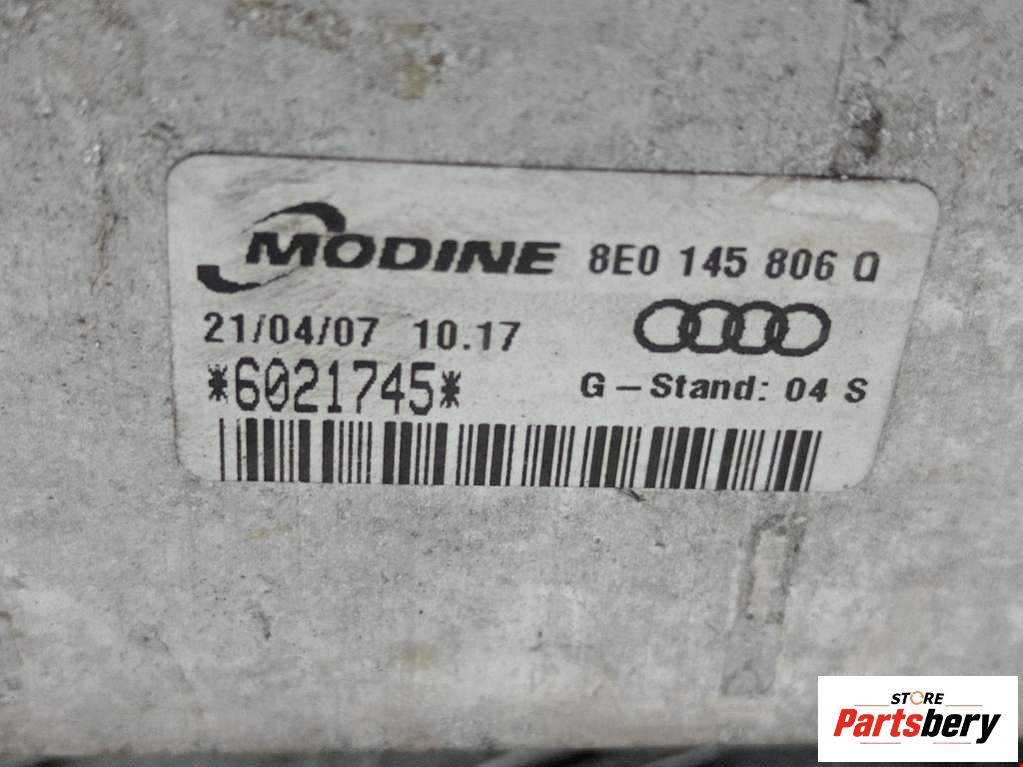 MODINE 8E0 145 806 Q
21/04/07 10.17
*6021745*
G-Stand: 04 S
STORE
Partsbery